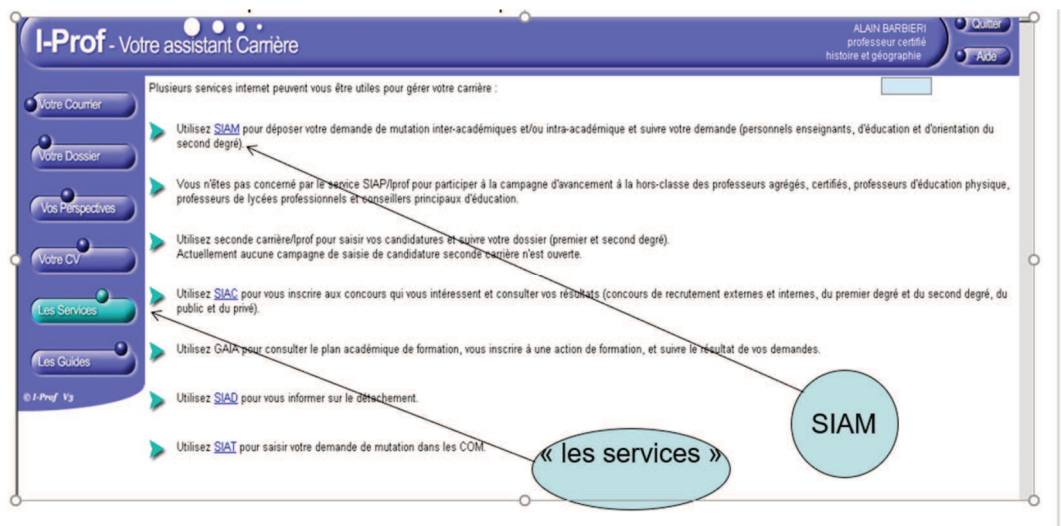 I-Prof - Votre assistant Carrière
ALAIN BARBIERI
professeur certifié
histoire et géographie
Quitter
Aide
Votre Courrier
Votre Dossier
Vos Perspectives
Votre CV
Les Services
Les Guides
© I-Prof V3
Plusieurs services internet peuvent vous être utiles pour gérer votre carrière :
Utilisez SIAM pour déposer votre demande de mutation inter-académiques et/ou intra-académique et suivre votre demande (personnels enseignants, d'éducation et d'orientation du
second degré).
Vous n'êtes pas concerné par le service SIAP/Iprof pour participer à la campagne d'avancement à la hors-classe des professeurs agrégés, certifiés, professeurs d'éducation physique,
professeurs de lycées professionnels et conseillers principaux d'éducation.
Utilisez seconde carrière/Iprof pour saisir vos candidatures et suivre votre dossier (premier et second degré).
Actuellement aucune campagne de saisie de candidature seconde carrière n'est ouverte.
Utilisez SIAC pour vous inscrire aux concours qui vous intéressent et consulter vos résultats (concours de recrutement externes et internes, du premier degré et du second degré, du
public et du privé).
Utilisez GAIA pour consulter le plan académique de formation, vous inscrire à une action de formation, et suivre le résultat de vos demandes.
Utilisez SIAD pour vous informer sur le détachement.
Utilisez SIAT pour saisir votre demande de mutation dans les COM.
SIAM
« les services »